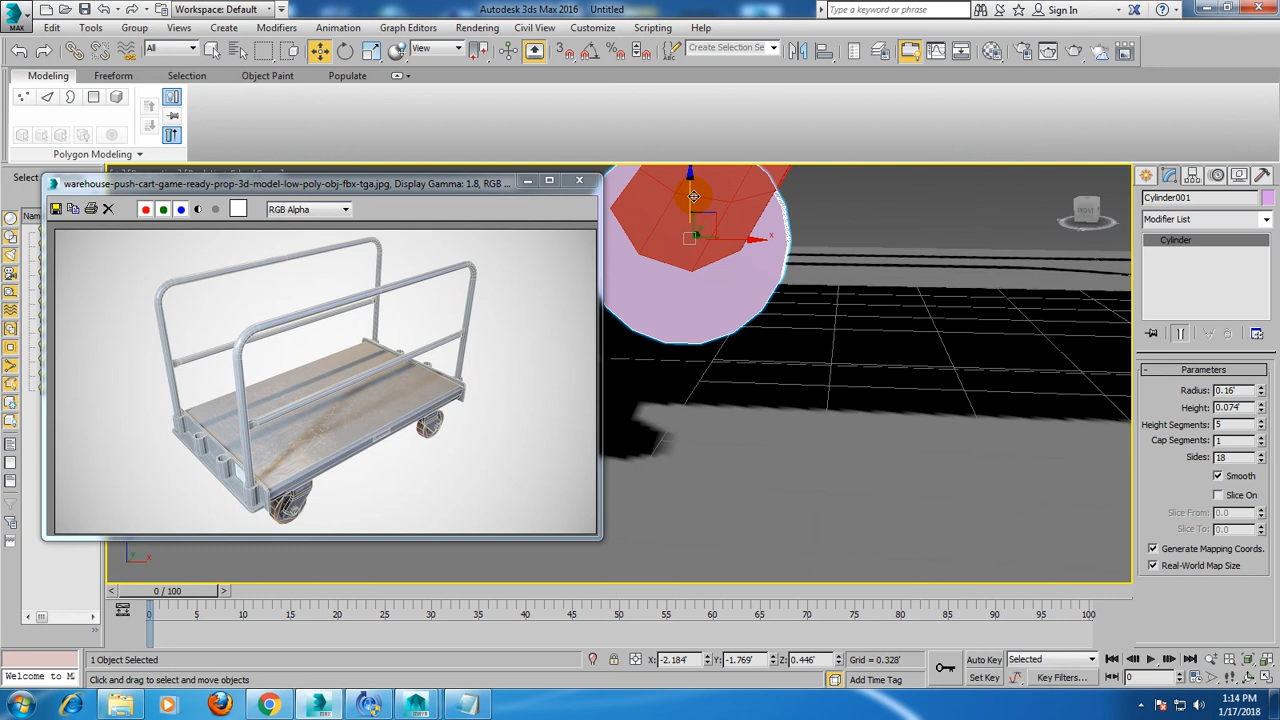 Workspace: Default
Autodesk 3ds Max 2016
Untitled
Type a keyword or phrase
Sign In
MAX
Edit
Tools
Group
Views
Create
Modifiers
Animation
Graph Editors
Rendering
Civil View
Customize
Scripting
Help
All
View
Create Selection Se
Modeling
Freeform
Selection
Object Paint
Populate
Polygon Modeling
Select
warehouse-push-cart-game-ready-prop-3d-model-low-poly-obj-fbx-tga.jpg, Display Gamma: 1.8, RGB ...
RGB Alpha
x
FRONT
Cylinder001
Modifier List
Cylinder
Parameters
Radius: 0.16'
Height: 0.074'
Height Segments: 5
Cap Segments: 1
Sides: 18
Smooth
Slice On
Slice From: 0.0
Slice To: 0.0
Generate Mapping Coords.
Real-World Map Size
y
x
0 / 100
0 5 10 15 20 25 30 35 40 45 50 55 60 65 70 75 80 85 90 95 100
1 Object Selected
X: -2.184'
Y: -1.769'
Z: 0.446'
Grid = 0.328'
Auto Key
Selected
Welcome to M
Click and drag to select and move objects
Add Time Tag
Set Key
Key Filters...
0
1:14 PM
1/17/2018